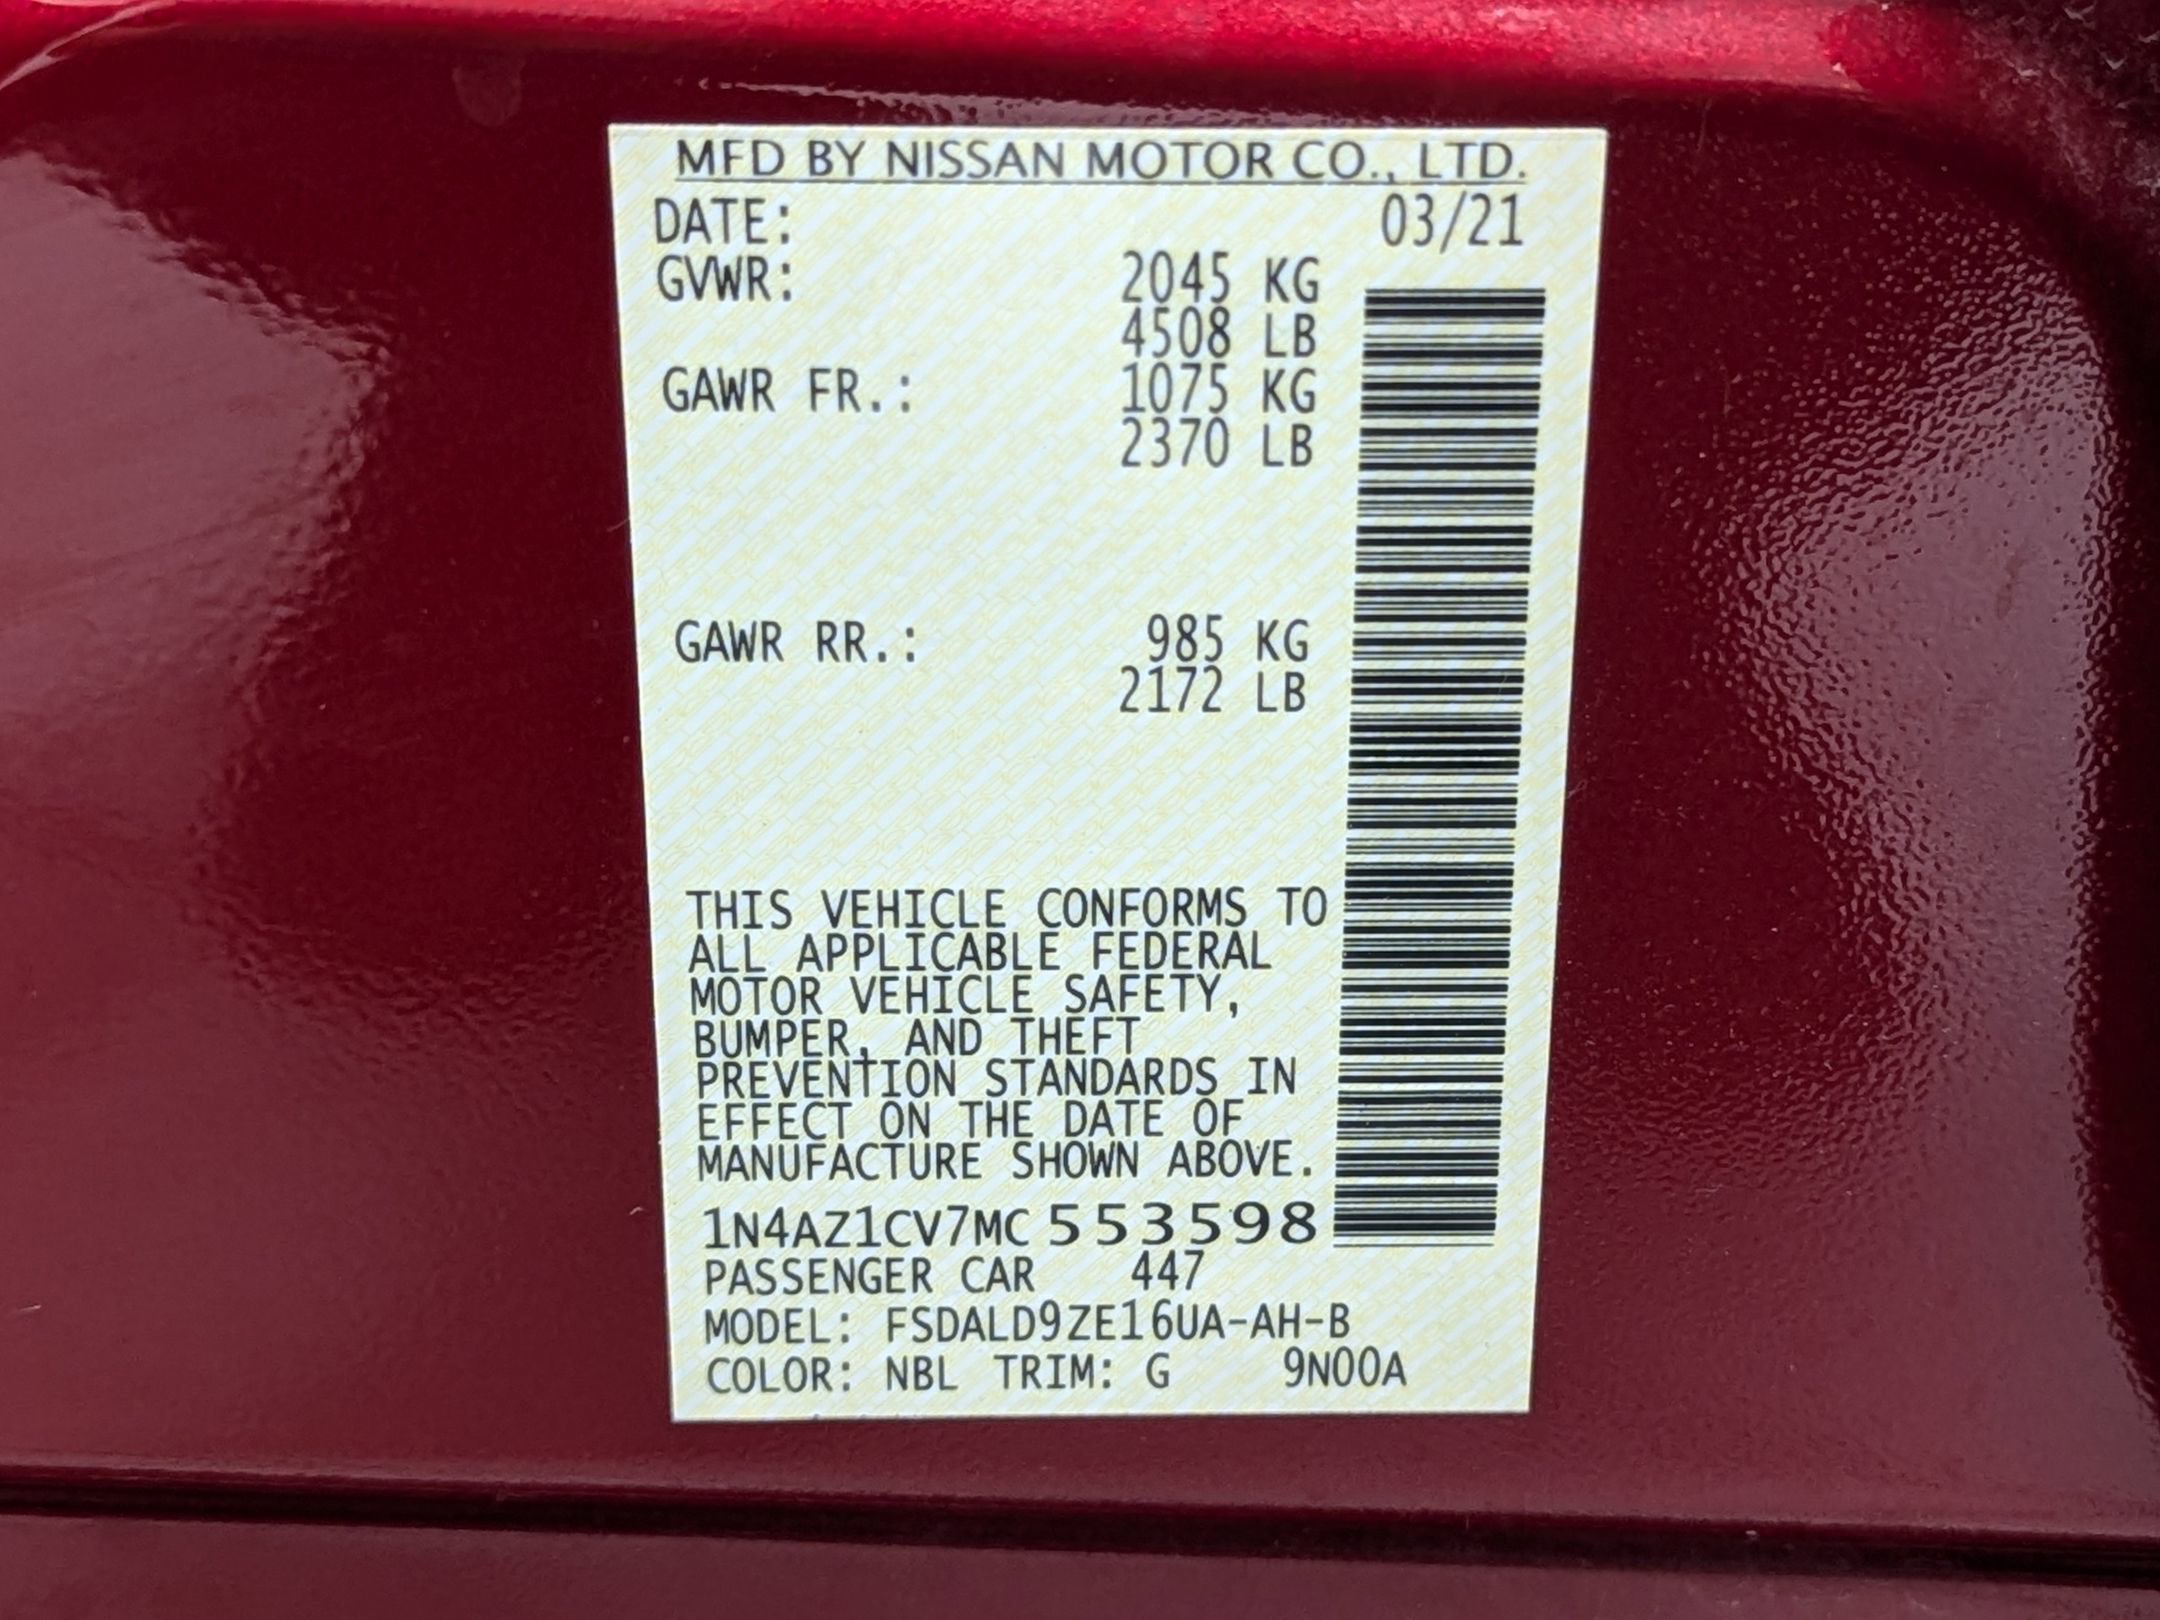 MFD BY NISSAN MOTOR CO., LTD.
DATE: 03/21
GVWR: 2045 KG
4508 LB
GAWR FR.: 1075 KG
2370 LB
GAWR RR.: 985 KG
2172 LB
THIS VEHICLE CONFORMS TO
ALL APPLICABLE FEDERAL
MOTOR VEHICLE SAFETY,
BUMPER, AND THEFT
PREVENTION STANDARDS IN
EFFECT ON THE DATE OF
MANUFACTURE SHOWN ABOVE.
1N4AZ1CV7MC 553598
PASSENGER CAR 447
MODEL: FSDALD9ZE16UA-AH-B
COLOR: NBL TRIM: G 9N00A